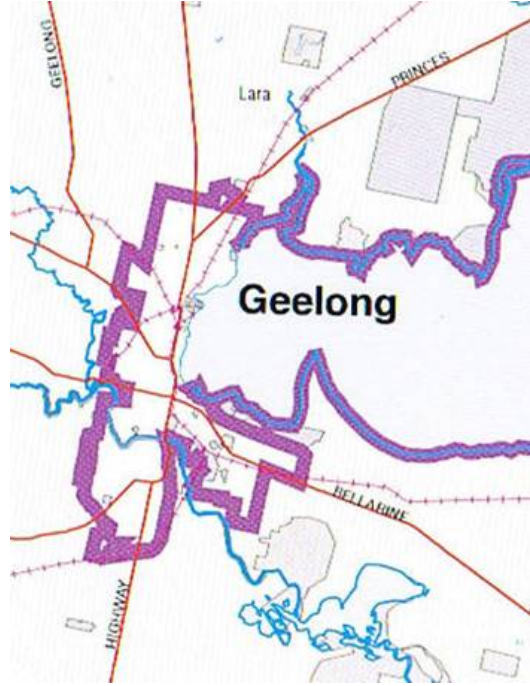 GEELONG
PRINCES
Lara
Geelong
BELLARINE
HIGHWAY